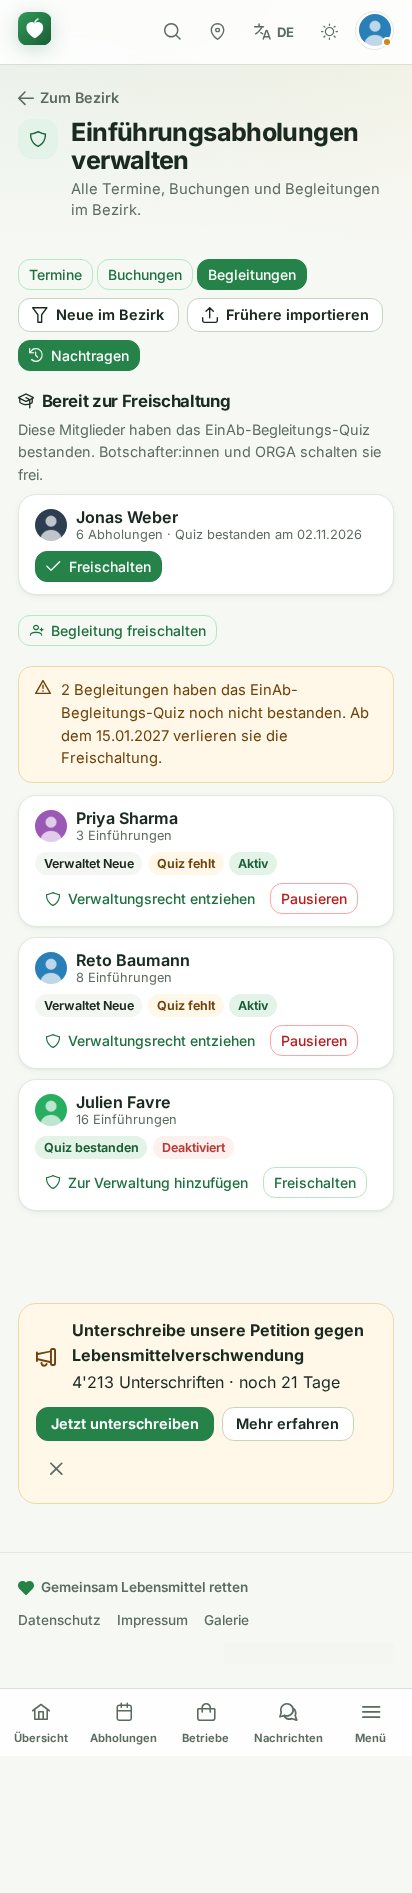 DE
Zum Bezirk
Einführungsabholungen
verwalten
Alle Termine, Buchungen und Begleitungen
im Bezirk.
Termine
Buchungen
Begleitungen
Neue im Bezirk
Frühere importieren
Nachtragen
Bereit zur Freischaltung
Diese Mitglieder haben das EinAb-Begleitungs-Quiz
bestanden. Botschafter:innen und ORGA schalten sie
frei.
Jonas Weber
6 Abholungen · Quiz bestanden am 02.11.2026
Freischalten
Begleitung freischalten
2 Begleitungen haben das EinAb-
Begleitungs-Quiz noch nicht bestanden. Ab
dem 15.01.2027 verlieren sie die
Freischaltung.
Priya Sharma
3 Einführungen
Verwaltet Neue
Quiz fehlt
Aktiv
Verwaltungsrecht entziehen
Pausieren
Reto Baumann
8 Einführungen
Verwaltet Neue
Quiz fehlt
Aktiv
Verwaltungsrecht entziehen
Pausieren
Julien Favre
16 Einführungen
Quiz bestanden
Deaktiviert
Zur Verwaltung hinzufügen
Freischalten
Unterschreibe unsere Petition gegen
Lebensmittelverschwendung
4'213 Unterschriften · noch 21 Tage
Jetzt unterschreiben
Mehr erfahren
Gemeinsam Lebensmittel retten
Datenschutz
Impressum
Galerie
Übersicht
Abholungen
Betriebe
Nachrichten
Menü